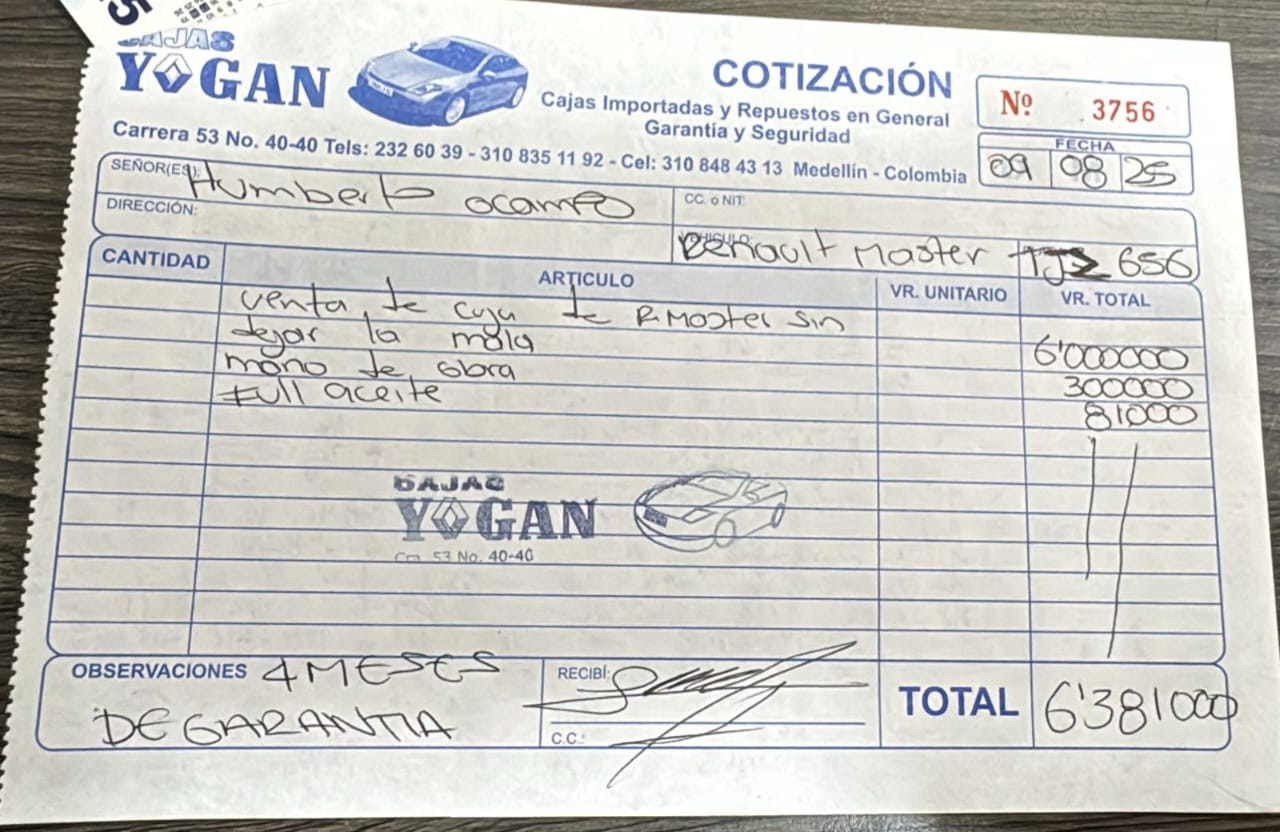 CAJAS
YOGAN
COTIZACIÓN
Cajas Importadas y Repuestos en General
Garantía y Seguridad
Nº 3756
Carrera 53 No. 40-40 Tels: 232 60 39 - 310 835 11 92 - Cel: 310 848 43 13 Medellín - Colombia
FECHA
09 08 25
SEÑOR(ES): Humberto ocampo
CC. o NIT:
DIRECCIÓN:
VEHICULO: Renault Master 656
CANTIDAD ARTICULO VR. UNITARIO VR. TOTAL
venta de caja de R Master sin
dejar la mala 6'000000
mano de obra 300000
Full aceite 81000
CAJAS
YOGAN
Cra. 53 No. 40-40
OBSERVACIONES 4 MESES
DE GARANTIA
RECIBÍ:
C.C.:
TOTAL 6'381000